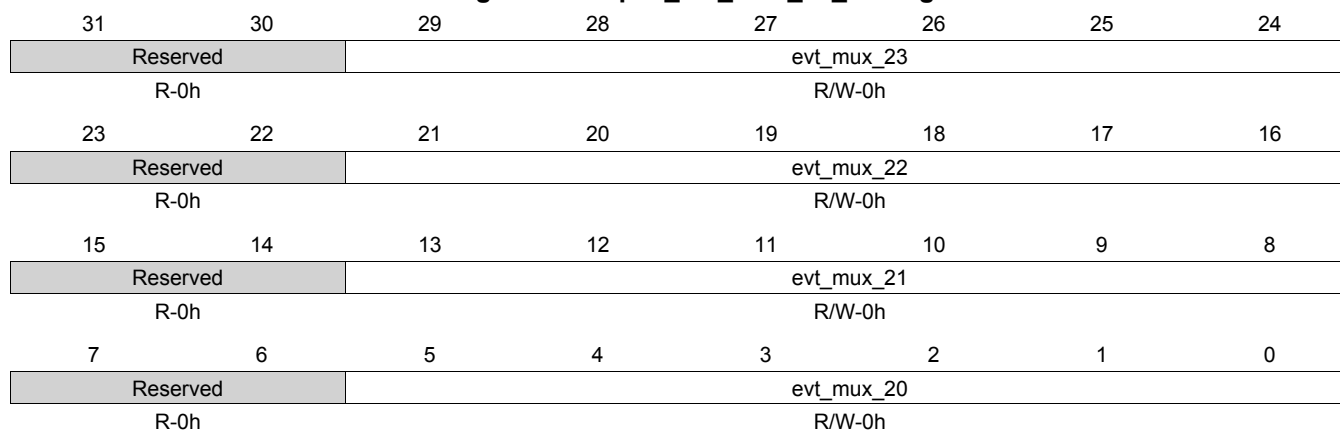 31 30 29 28 27 26 25 24
Reserved evt_mux_23
R-0h R/W-0h
23 22 21 20 19 18 17 16
Reserved evt_mux_22
R-0h R/W-0h
15 14 13 12 11 10 9 8
Reserved evt_mux_21
R-0h R/W-0h
7 6 5 4 3 2 1 0
Reserved evt_mux_20
R-0h R/W-0h